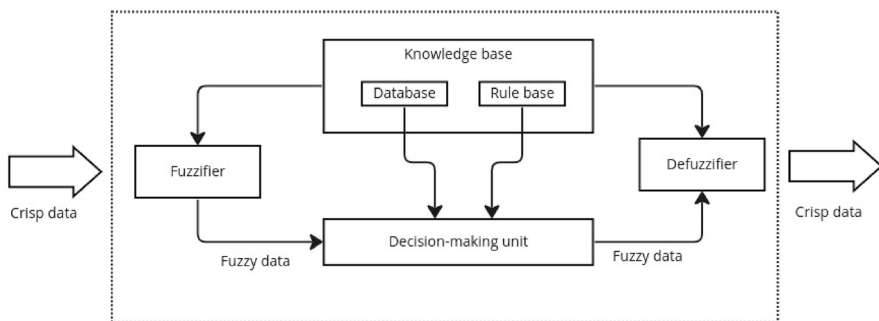 Knowledge base
Database
Rule base
Fuzzifier
Defuzzifier
Crisp data
Crisp data
Decision-making unit
Fuzzy data
Fuzzy data